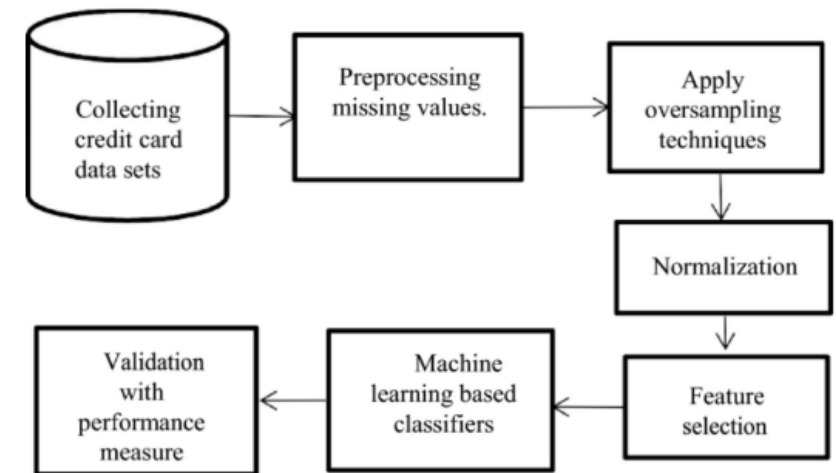 Collecting
credit card
data sets
Preprocessing
missing values.
Apply
oversampling
techniques
Normalization
Feature
selection
Machine
learning based
classifiers
Validation
with
performance
measure